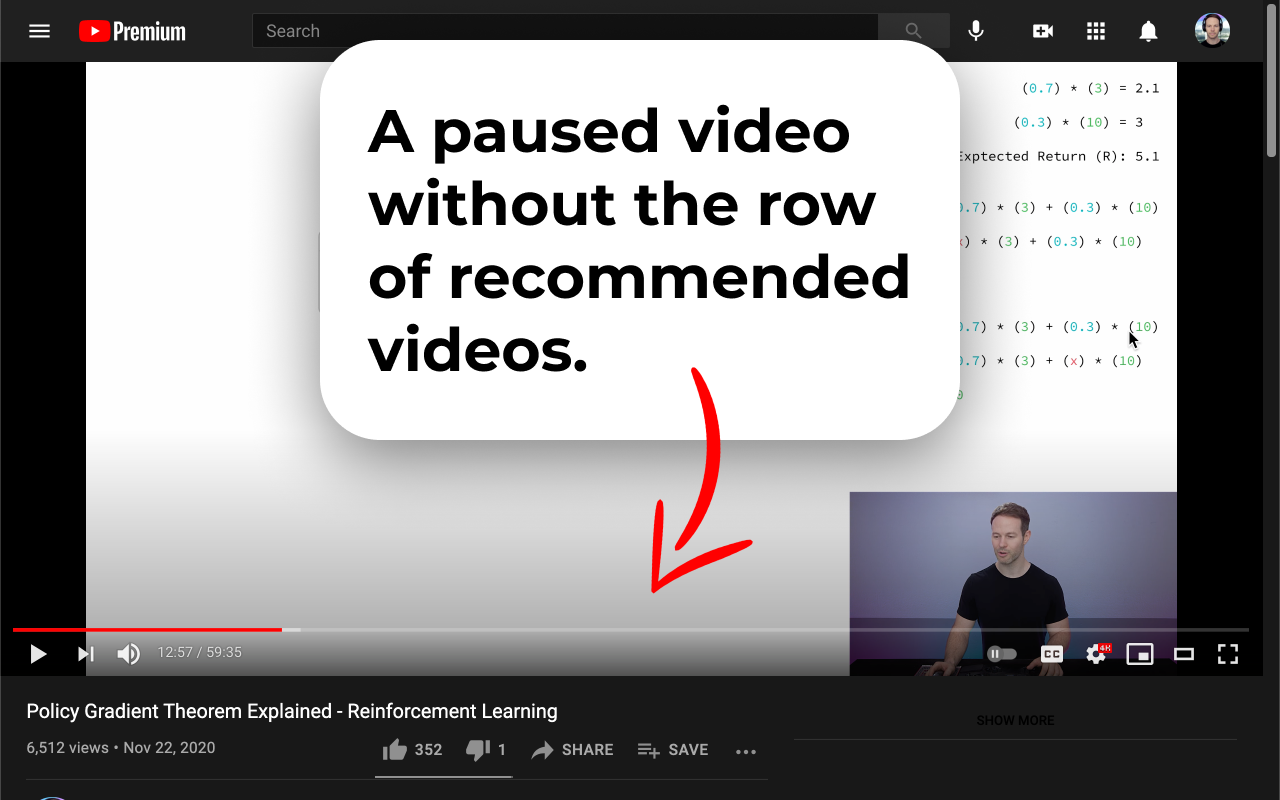 Premium
Search
A paused video
without the row
of recommended
videos.
(0.7) * (3) = 2.1
(0.3) * (10) = 3
Exptected Return (R): 5.1
.7) * (3) + (0.3) * (10)
) * (3) + (0.3) * (10)
.7) * (3) + (0.3) * (10)
.7) * (3) + (x) * (10)
12:57 / 59:35
CC
4K
Policy Gradient Theorem Explained - Reinforcement Learning
6,512 views • Nov 22, 2020
352
1
SHARE
SAVE
SHOW MORE